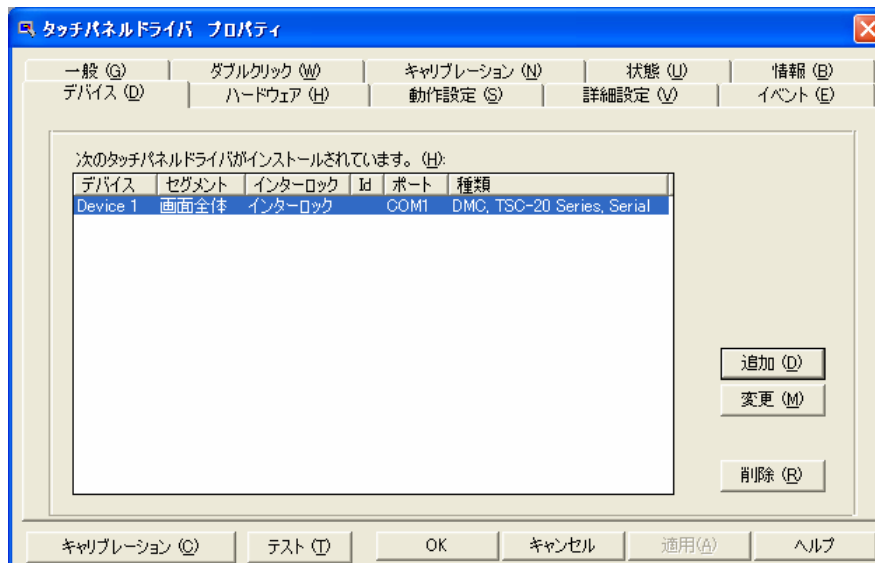 タッチパネルドライバ プロパティ
一般 (G) ダブルクリック (W) キャリブレーション (N) 状態 (U) 情報 (B)
デバイス (D) ハードウェア (H) 動作設定 (S) 詳細設定 (V) イベント (E)
次のタッチパネルドライバがインストールされています。(H):
デバイス セグメント インターロック Id ポート 種類
Device 1 画面全体 インターロック COM1 DMC, TSC-20 Series, Serial
追加 (D)
変更 (M)
削除 (R)
キャリブレーション (C) テスト (T) OK キャンセル 適用(A) ヘルプ